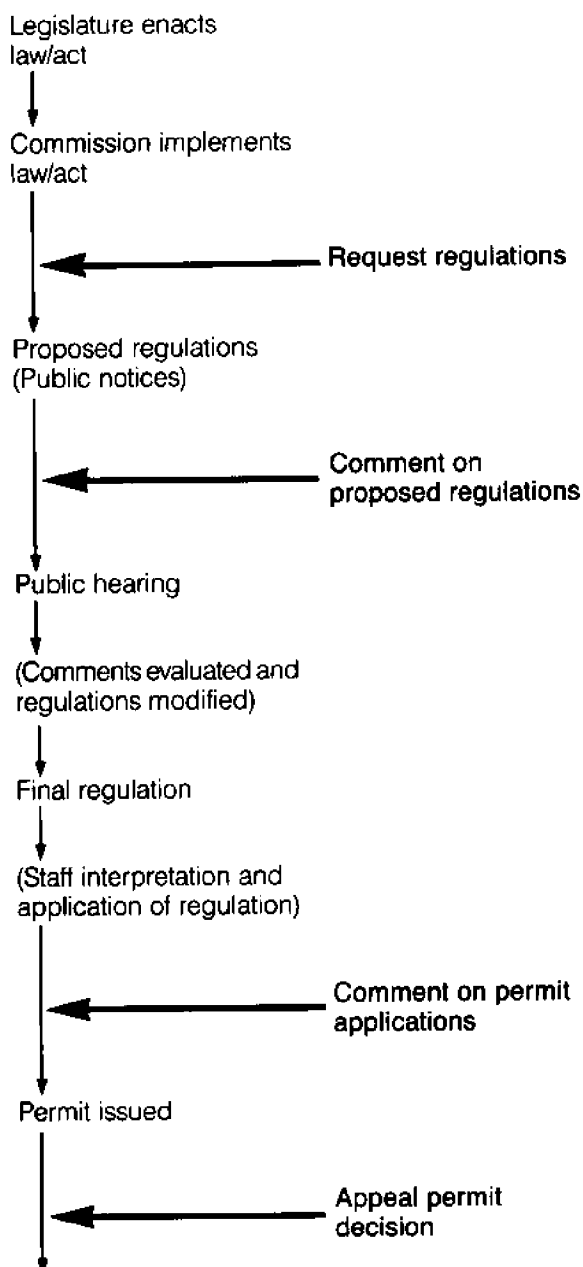 Legislature enacts
law/act
Commission implements
law/act
Request regulations
Proposed regulations
(Public notices)
Comment on
proposed regulations
Public hearing
(Comments evaluated and
regulations modified)
Final regulation
(Staff interpretation and
application of regulation)
Comment on permit
applications
Permit issued
Appeal permit
decision